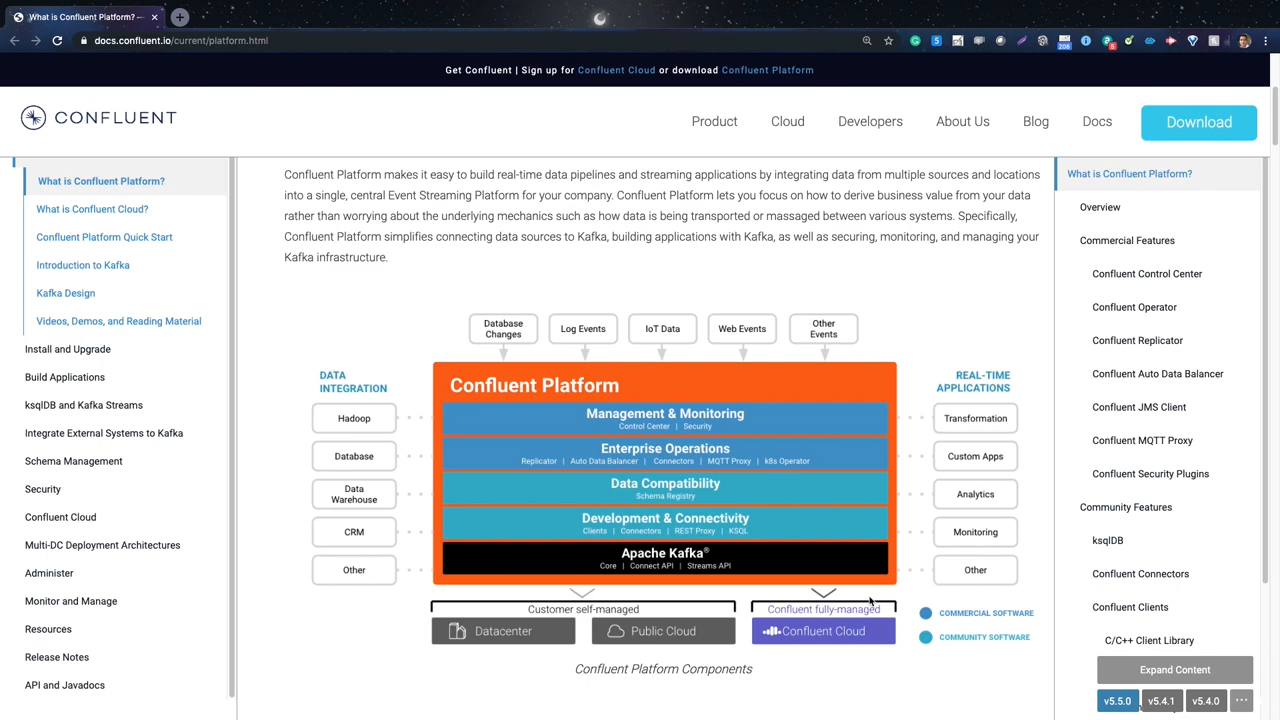 What is Confluent Platform? -
docs.confluent.io/current/platform.html
208
5
Get Confluent | Sign up for Confluent Cloud or download Confluent Platform
CONFLUENT
Product
Cloud
Developers
About Us
Blog
Docs
Download
What is Confluent Platform?
What is Confluent Cloud?
Confluent Platform Quick Start
Introduction to Kafka
Kafka Design
Videos, Demos, and Reading Material
Install and Upgrade
Build Applications
ksqlDB and Kafka Streams
Integrate External Systems to Kafka
Schema Management
Security
Confluent Cloud
Multi-DC Deployment Architectures
Administer
Monitor and Manage
Resources
Release Notes
API and Javadocs
Confluent Platform makes it easy to build real-time data pipelines and streaming applications by integrating data from multiple sources and locations
into a single, central Event Streaming Platform for your company. Confluent Platform lets you focus on how to derive business value from your data
rather than worrying about the underlying mechanics such as how data is being transported or massaged between various systems. Specifically,
Confluent Platform simplifies connecting data sources to Kafka, building applications with Kafka, as well as securing, monitoring, and managing your
Kafka infrastructure.
Database
Changes
Log Events
IoT Data
Web Events
Other
Events
DATA
INTEGRATION
Hadoop
Database
Data
Warehouse
CRM
Other
Confluent Platform
Management & Monitoring
Control Center | Security
Enterprise Operations
Replicator | Auto Data Balancer | Connectors | MQTT Proxy | k8s Operator
Data Compatibility
Schema Registry
Development & Connectivity
Clients | Connectors | REST Proxy | KSQL
Apache Kafka®
Core | Connect API | Streams API
REAL-TIME
APPLICATIONS
Transformation
Custom Apps
Analytics
Monitoring
Other
Customer self-managed
Datacenter
Public Cloud
Confluent fully-managed
Confluent Cloud
COMMERCIAL SOFTWARE
COMMUNITY SOFTWARE
Confluent Platform Components
What is Confluent Platform?
Overview
Commercial Features
Confluent Control Center
Confluent Operator
Confluent Replicator
Confluent Auto Data Balancer
Confluent JMS Client
Confluent MQTT Proxy
Confluent Security Plugins
Community Features
ksqlDB
Confluent Connectors
Confluent Clients
C/C++ Client Library
Expand Content
v5.5.0
v5.4.1
v5.4.0
...